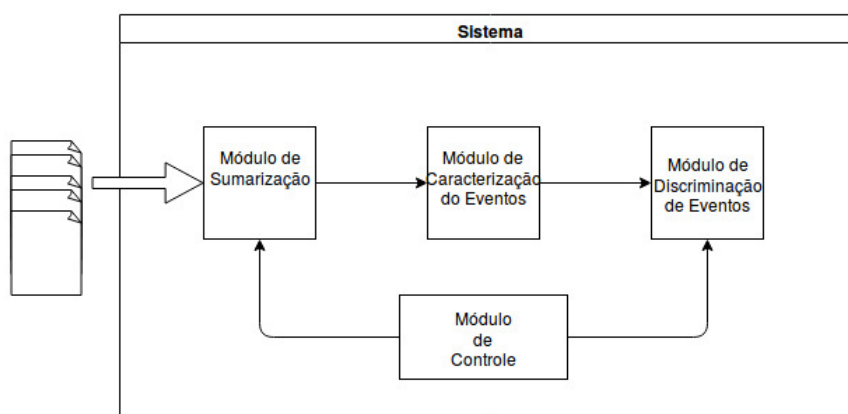 Sistema
Módulo de
Sumarização
Módulo de
Caracterização
do Eventos
Módulo de
Discriminação
de Eventos
Módulo
de
Controle